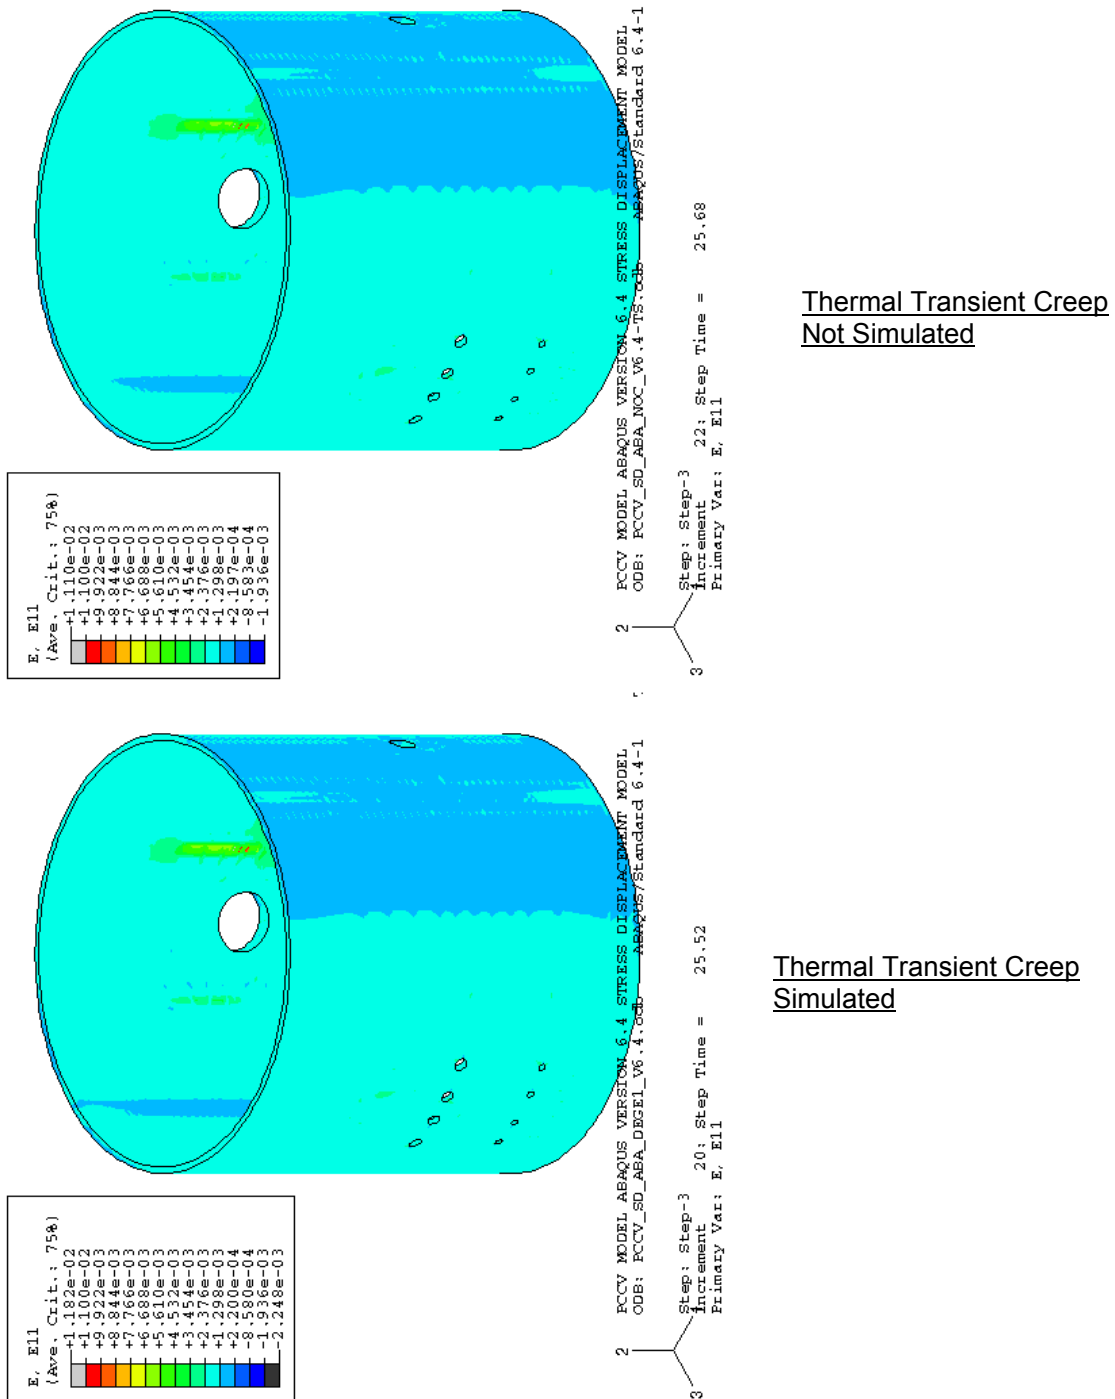 E, E11
(Ave. Crit.: 75%)
+1.110e-02
+1.100e-02
+9.922e-03
+8.844e-03
+7.766e-03
+6.688e-03
+5.610e-03
+4.532e-03
+3.454e-03
+2.376e-03
+1.298e-03
+2.197e-04
-8.583e-04
-1.936e-03
PCCV MODEL ABAQUS VERSION 6.4 STRESS DISPLACEMENT MODEL
ODB: PCCV_SD_ABA_NOC_V6.4-TS.odb ABAQUS/Standard 6.4-1
Step: Step-3
Increment 22: Step Time = 25.68
Primary Var: E, E11
2
3
Thermal Transient Creep
Not Simulated
E, E11
(Ave. Crit.: 75%)
+1.182e-02
+1.100e-02
+9.922e-03
+8.844e-03
+7.766e-03
+6.688e-03
+5.610e-03
+4.532e-03
+3.454e-03
+2.376e-03
+1.298e-03
+2.200e-04
-8.580e-04
-1.936e-03
-2.248e-03
PCCV MODEL ABAQUS VERSION 6.4 STRESS DISPLACEMENT MODEL
ODB: PCCV_SD_ABA_DEGE1_V6.4.odb ABAQUS/Standard 6.4-1
Step: Step-3
Increment 20: Step Time = 25.52
Primary Var: E, E11
2
3
Thermal Transient Creep
Simulated